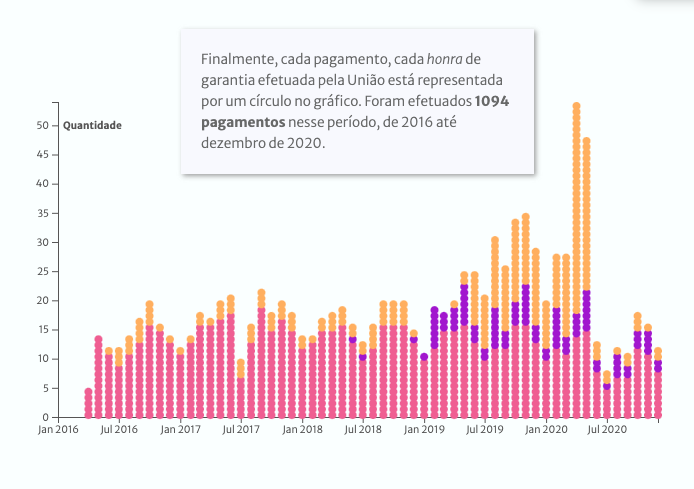 Finalmente, cada pagamento, cada honra de
garantia efetuada pela União está representada
por um círculo no gráfico. Foram efetuados 1094
pagamentos nesse período, de 2016 até
dezembro de 2020.
Quantidade
50
45
40
35
30
25
20
15
10
5
0
Jan 2016 Jul 2016 Jan 2017 Jul 2017 Jan 2018 Jul 2018 Jan 2019 Jul 2019 Jan 2020 Jul 2020